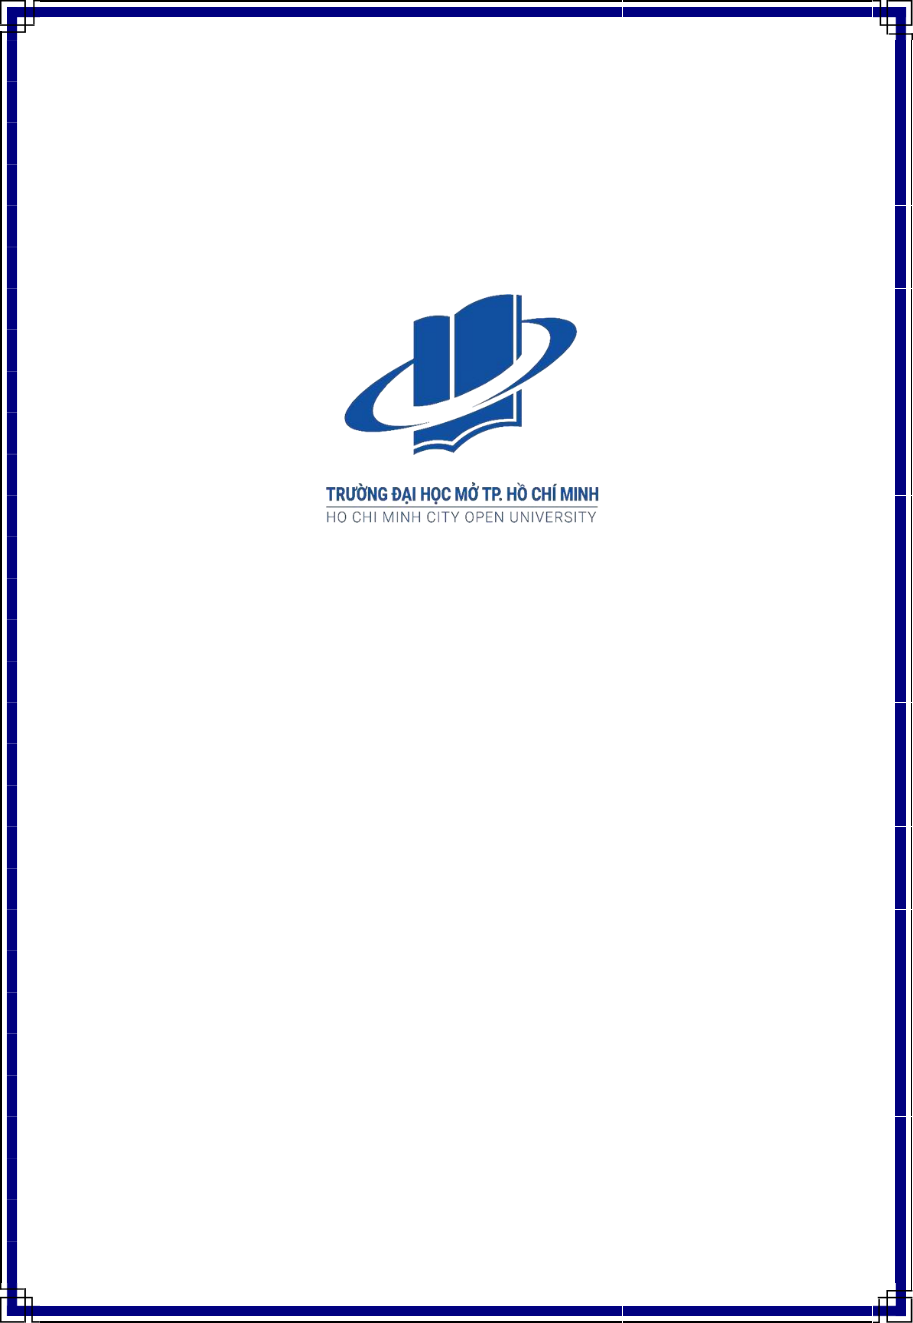 TRƯỜNG ĐẠI HỌC MỞ TP. HỒ CHÍ MINH
HO CHI MINH CITY OPEN UNIVERSITY